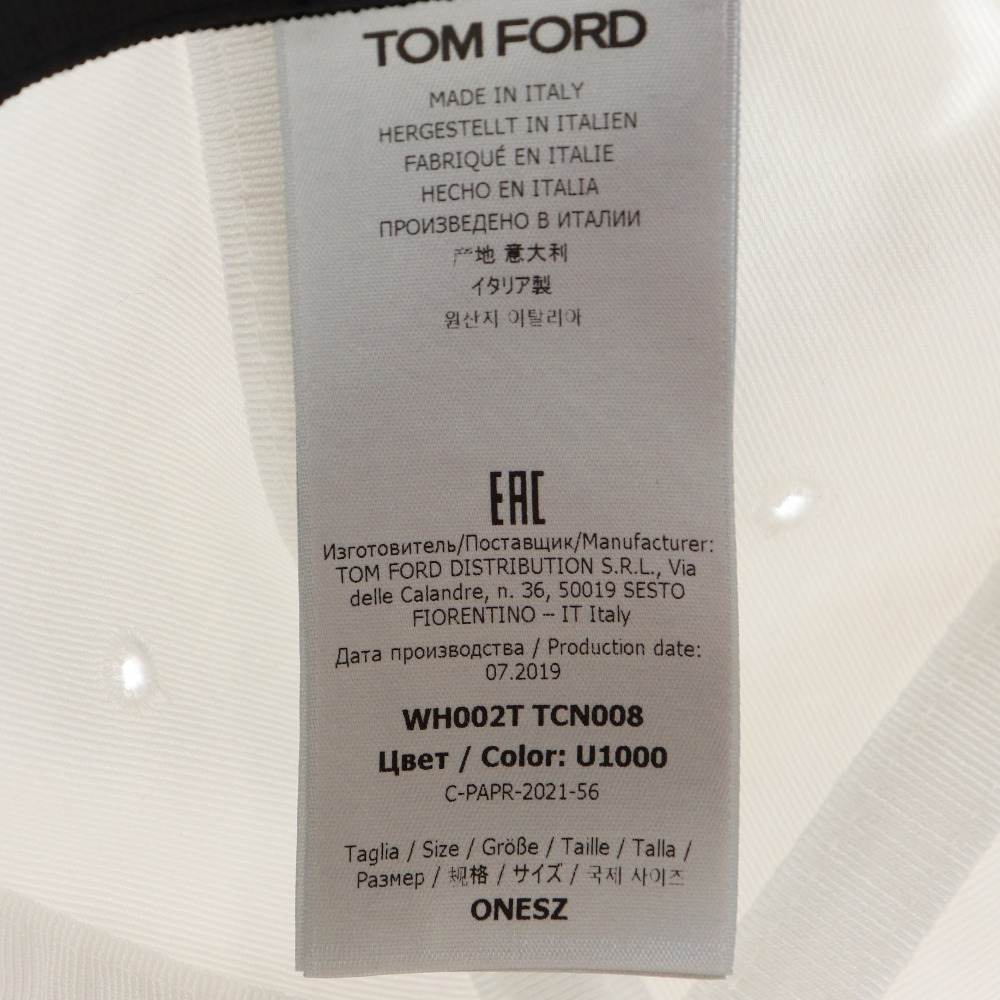 TOM FORD
MADE IN ITALY
HERGESTELLT IN ITALIEN
FABRIQUÉ EN ITALIE
HECHO EN ITALIA
ПРОИЗВЕДЕНО В ИТАЛИИ
产地 意大利
イタリア製
원산지 이탈리아
EAC
Изготовитель/Поставщик/Manufacturer:
TOM FORD DISTRIBUTION S.R.L., Via
delle Calandre, n. 36, 50019 SESTO
FIORENTINO – IT Italy
Дата производства / Production date:
07.2019
WH002T TCN008
Цвет / Color: U1000
C-PAPR-2021-56
Taglia / Size / Größe / Taille / Talla /
Размер / 规格 / サイズ / 국제 사이즈
ONESZ